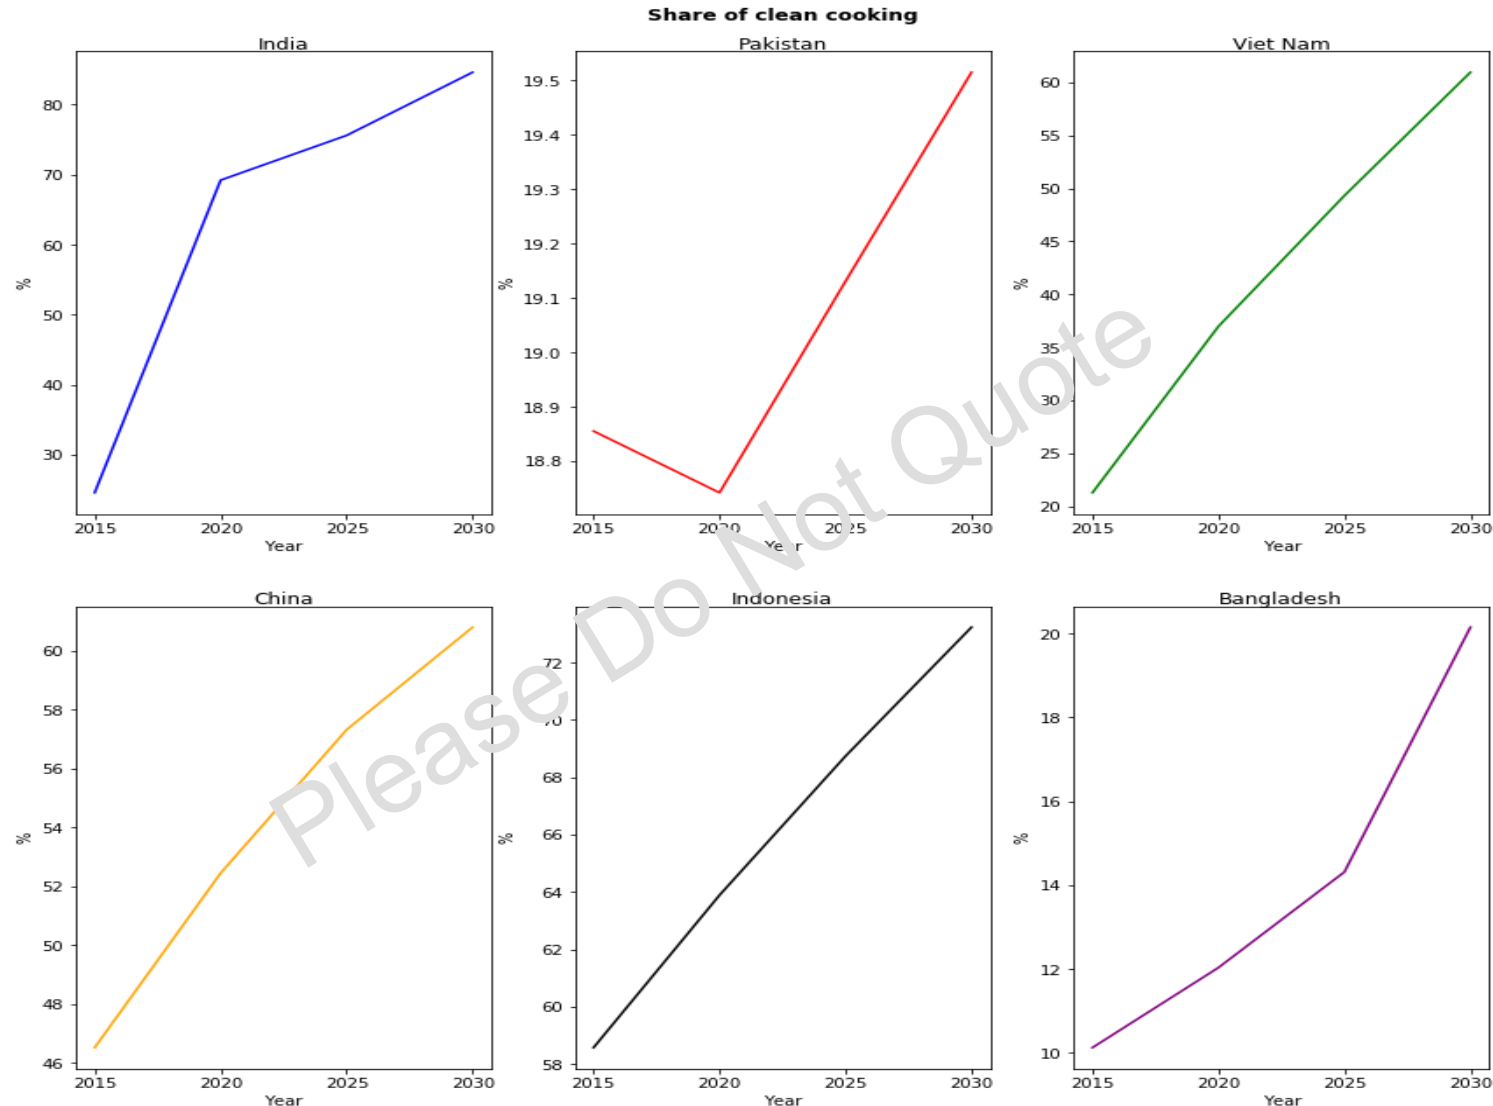 Share of clean cooking
India
80
70
60
50
40
30
%
2015 2020 2025 2030
Year
Pakistan
19.5
19.4
19.3
19.2
19.1
19.0
18.9
18.8
%
2015 2020 2025 2030
Year
Viet Nam
60
55
50
45
40
35
30
25
20
%
2015 2020 2025 2030
Year
China
60
58
56
54
52
50
48
46
%
2015 2020 2025 2030
Year
Indonesia
72
70
68
66
64
62
60
58
%
2015 2020 2025 2030
Year
Bangladesh
20
18
16
14
12
10
%
2015 2020 2025 2030
Year
Please Do Not Quote